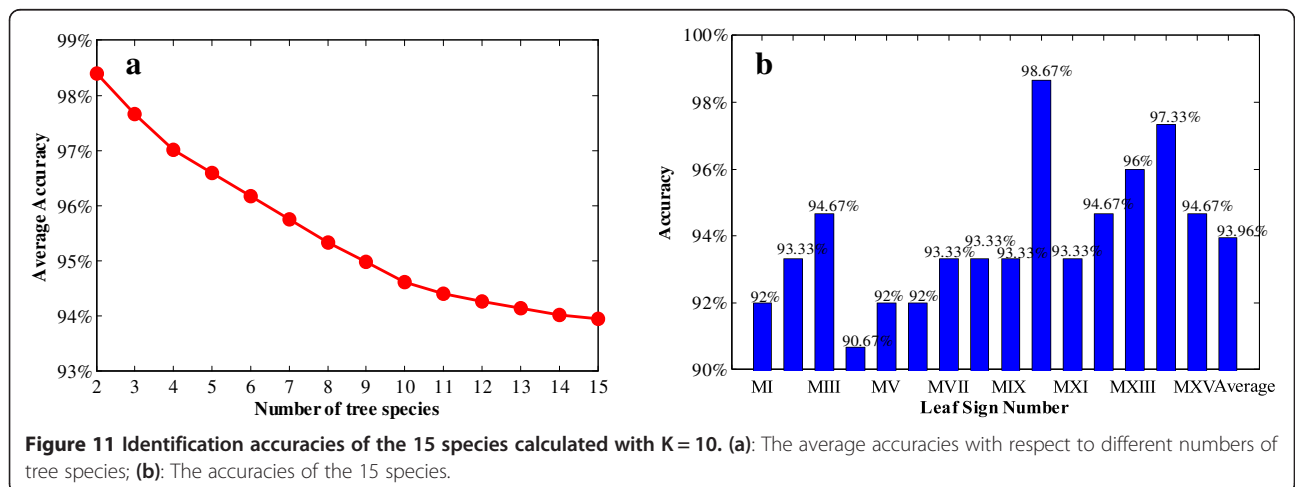 99%
98%
97%
96%
95%
94%
93%
a
Average Accuracy
2 3 4 5 6 7 8 9 10 11 12 13 14 15
Number of tree species
100%
98%
96%
94%
92%
90%
b
Accuracy
92%
93.33%
94.67%
90.67%
92%
92%
93.33%
93.33%
93.33%
98.67%
93.33%
94.67%
96%
97.33%
94.67%
93.96%
MI MIII MV MVII MIX MXI MXIII MXV Average
Leaf Sign Number
Figure 11 Identification accuracies of the 15 species calculated with K = 10. (a): The average accuracies with respect to different numbers of
tree species; (b): The accuracies of the 15 species.